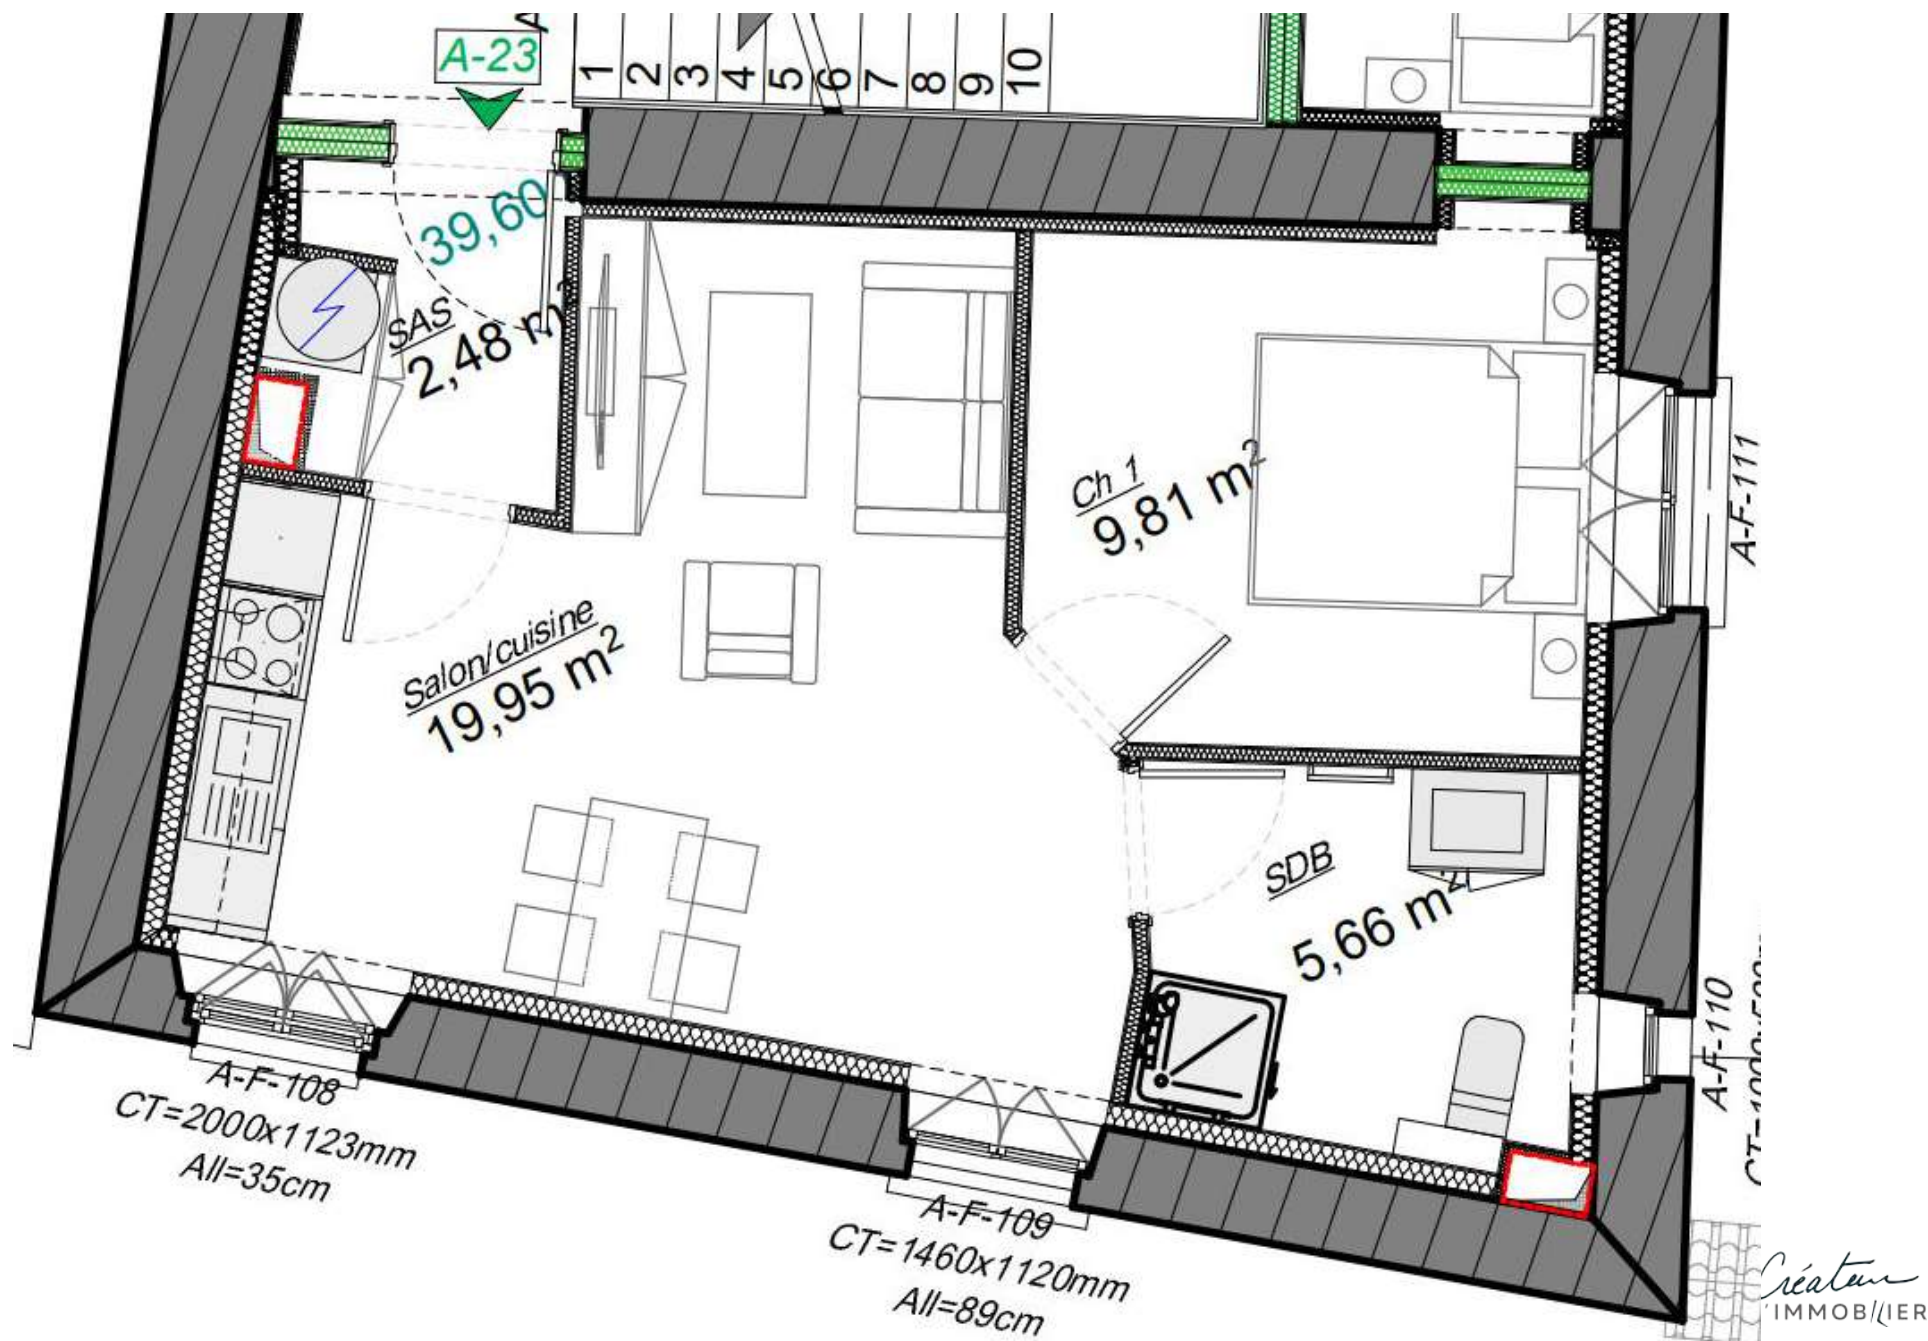 A-23
1
2
3
4
5
6
7
8
9
10
39,60
SAS
2,48 m²
Ch 1
9,81 m²
A-F-111
Salon/cuisine
19,95 m²
SDB
5,66 m²
A-F-110
A-F-108
CT=2000x1123mm
All=35cm
A-F-109
CT=1460x1120mm
All=89cm
Créateur
IMMOBILIER